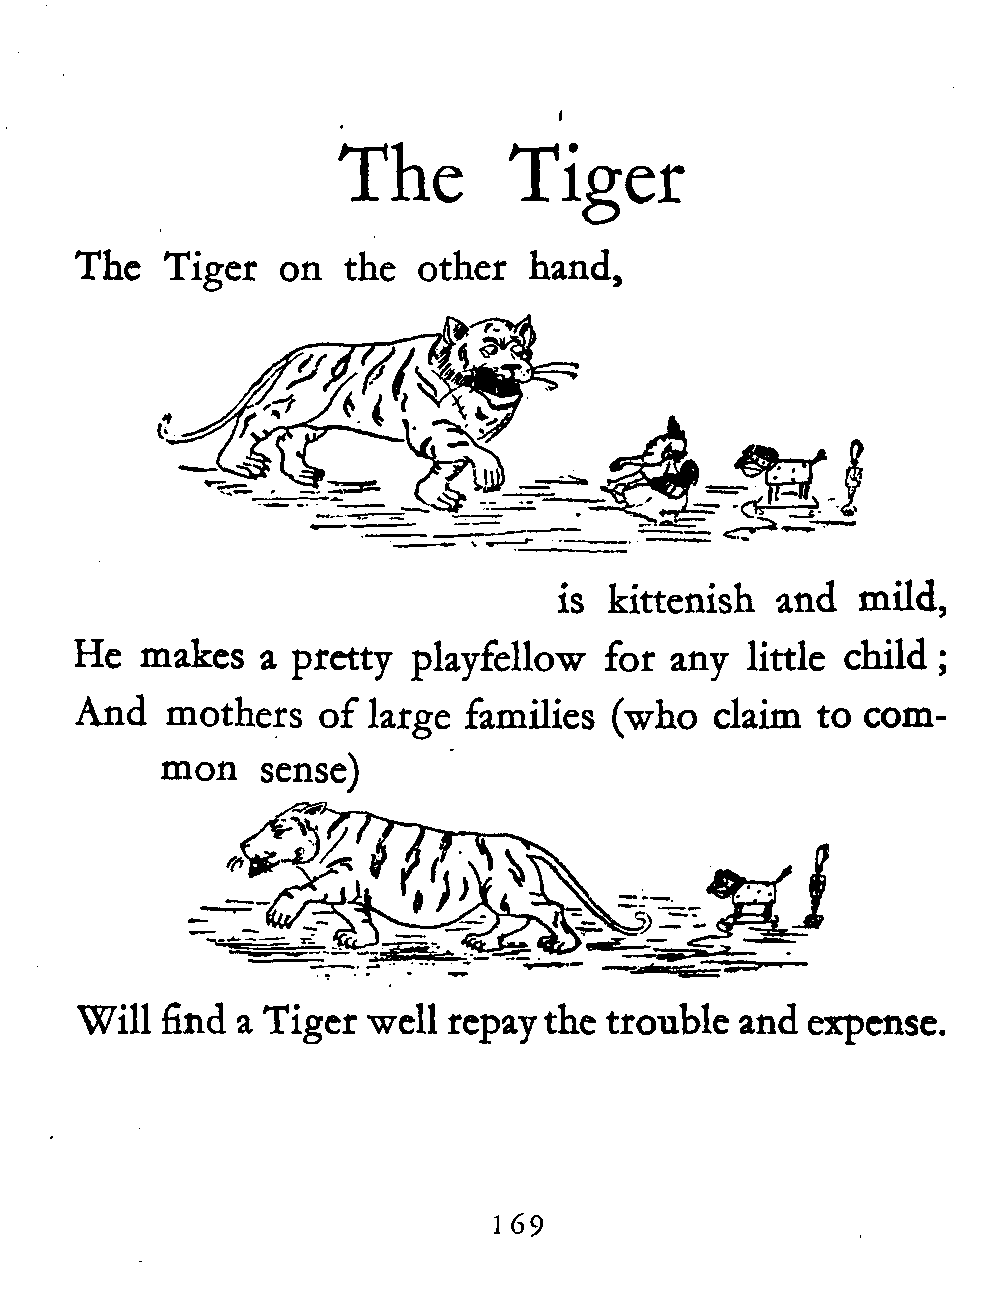 The Tiger
The Tiger on the other hand,
is kittenish and mild,
He makes a pretty playfellow for any little child ;
And mothers of large families (who claim to com-
mon sense)
Will find a Tiger well repay the trouble and expense.
169